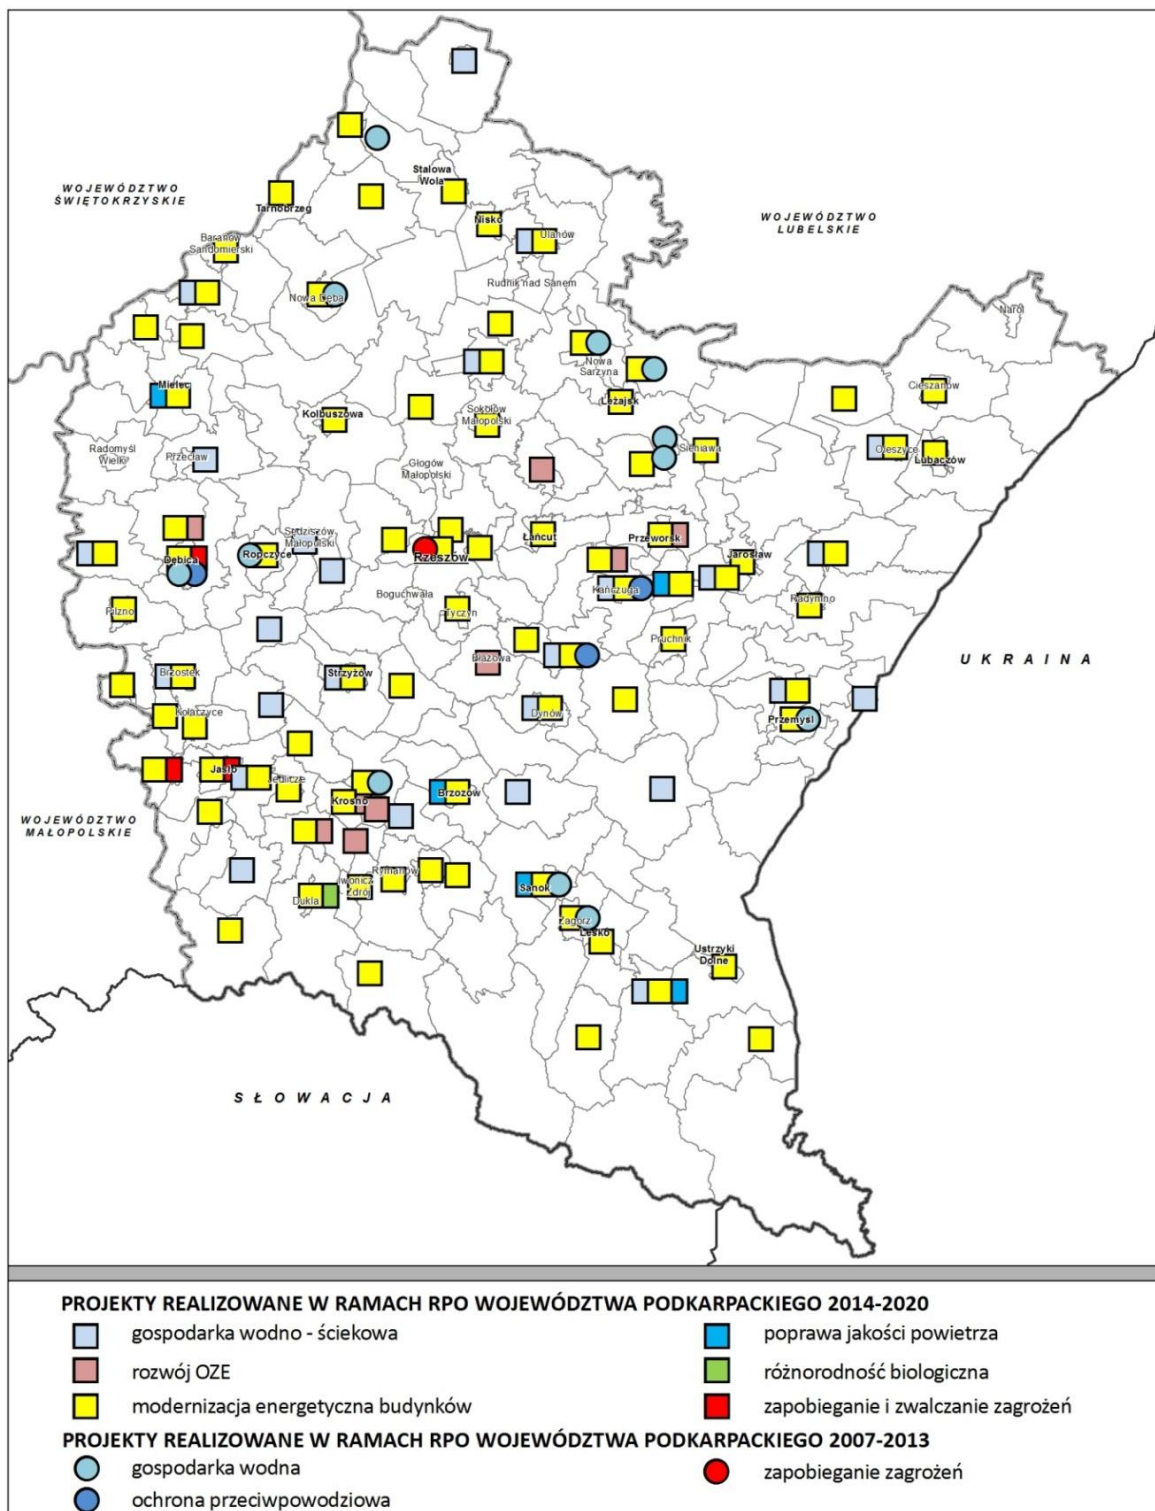 WOJEWÓDZTWO
ŚWIĘTOKRZYSKIE
Stalowa
Wola
WOJEWÓDZTWO
LUBELSKIE
Tarnobrzeg
Nisko
Ulanów
Baranów
Sandomierski
Rudnik nad Sanem
Nowa Dęba
Narol
Nowa
Sarzyna
Mielec
Cieszanów
Leżajsk
Kolbuszowa
Sokołów
Małopolski
Radomyśl
Wielki
Przecław
Sieniawa
Oleszyce
Lubaczów
Głogów
Małopolski
Sędziszów
Małopolski
Łańcut
Przeworsk
Dębica
Ropczyce
Rzeszów
Jarosław
Kańczuga
Boguchwała
Pilzno
Tyczyn
Radymno
Pruchnik
Błażowa
UKRAINA
Brzostek
Strzyżów
Kołaczyce
Dynów
Przemyśl
Jasło
Jedlicze
Krosno
Brzozów
WOJEWÓDZTWO
MAŁOPOLSKIE
Rymanów
Iwonicz
Zdrój
Dukla
Sanok
Zagórz
Lesko
Ustrzyki
Dolne
SŁOWACJA
PROJEKTY REALIZOWANE W RAMACH RPO WOJEWÓDZTWA PODKARPACKIEGO 2014-2020
gospodarka wodno - ściekowa
poprawa jakości powietrza
rozwój OZE
różnorodność biologiczna
modernizacja energetyczna budynków
zapobieganie i zwalczanie zagrożeń
PROJEKTY REALIZOWANE W RAMACH RPO WOJEWÓDZTWA PODKARPACKIEGO 2007-2013
gospodarka wodna
zapobieganie zagrożeń
ochrona przeciwpowodziowa